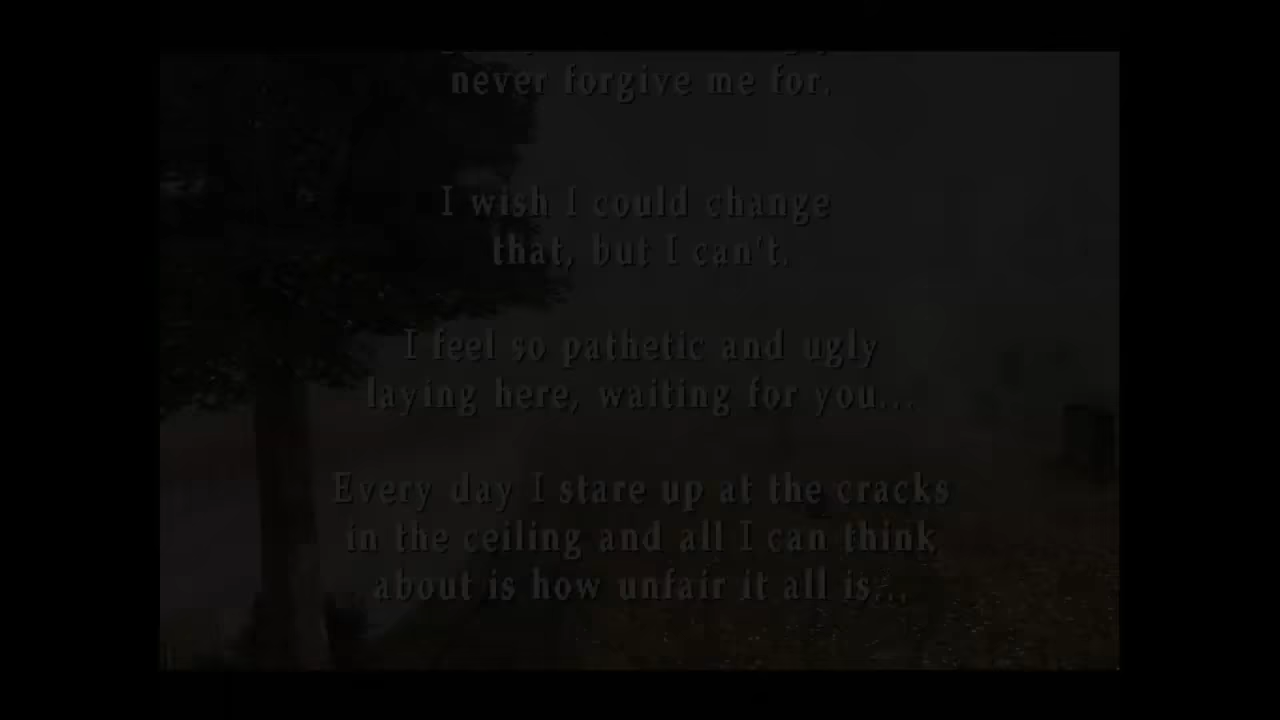 never forgive me for.
I wish I could change
that, but I can't.
I feel so pathetic and ugly
laying here, waiting for you...
Every day I stare up at the cracks
in the ceiling and all I can think
about is how unfair it all is...